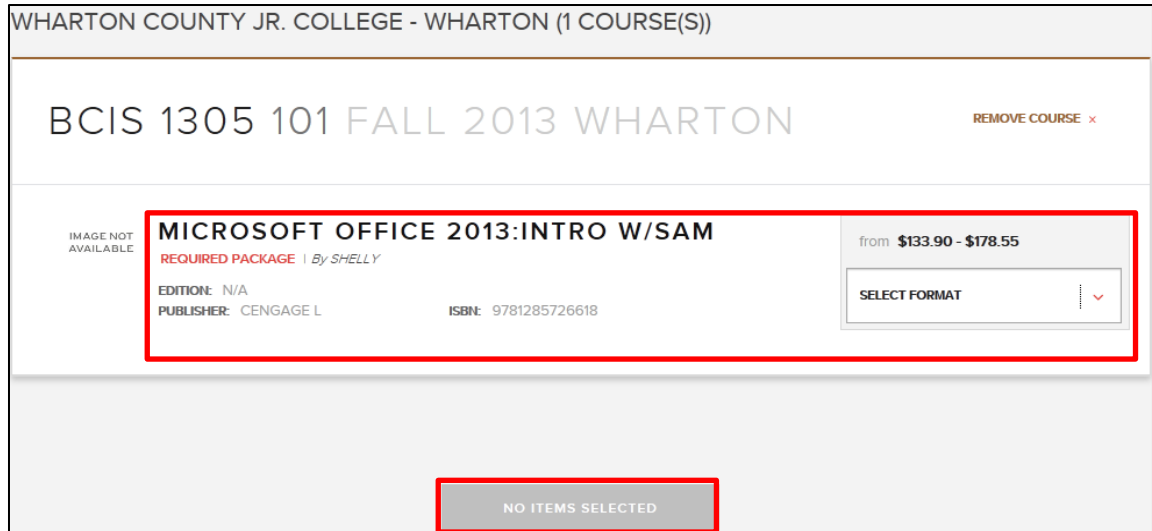 WHARTON COUNTY JR. COLLEGE - WHARTON (1 COURSE(S))
BCIS 1305 101 FALL 2013 WHARTON
REMOVE COURSE x
IMAGE NOT
AVAILABLE
MICROSOFT OFFICE 2013:INTRO W/SAM
REQUIRED PACKAGE | By SHELLY
EDITION: N/A
PUBLISHER: CENGAGE L ISBN: 9781285726618
from $133.90 - $178.55
SELECT FORMAT
NO ITEMS SELECTED